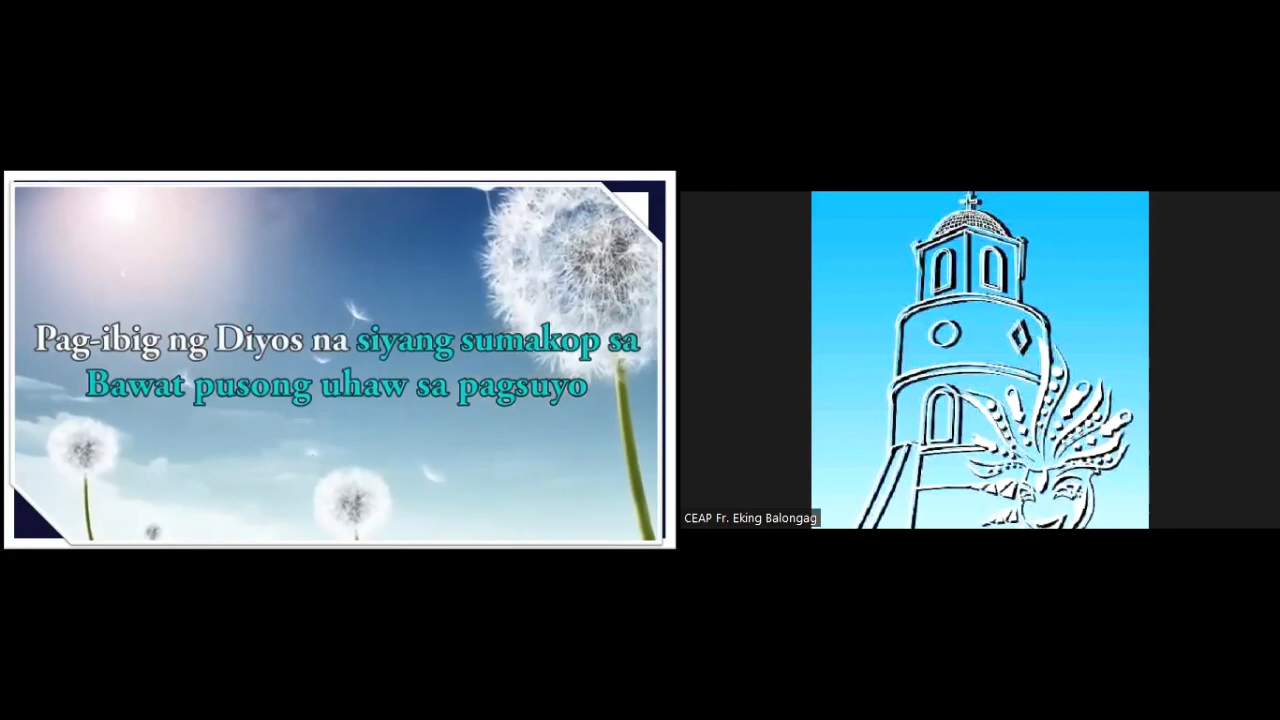 Pag-ibig ng Diyos na siyang sumakop sa
Bawat pusong uhaw sa pagsuyo
CEAP Fr. Eking Balongag